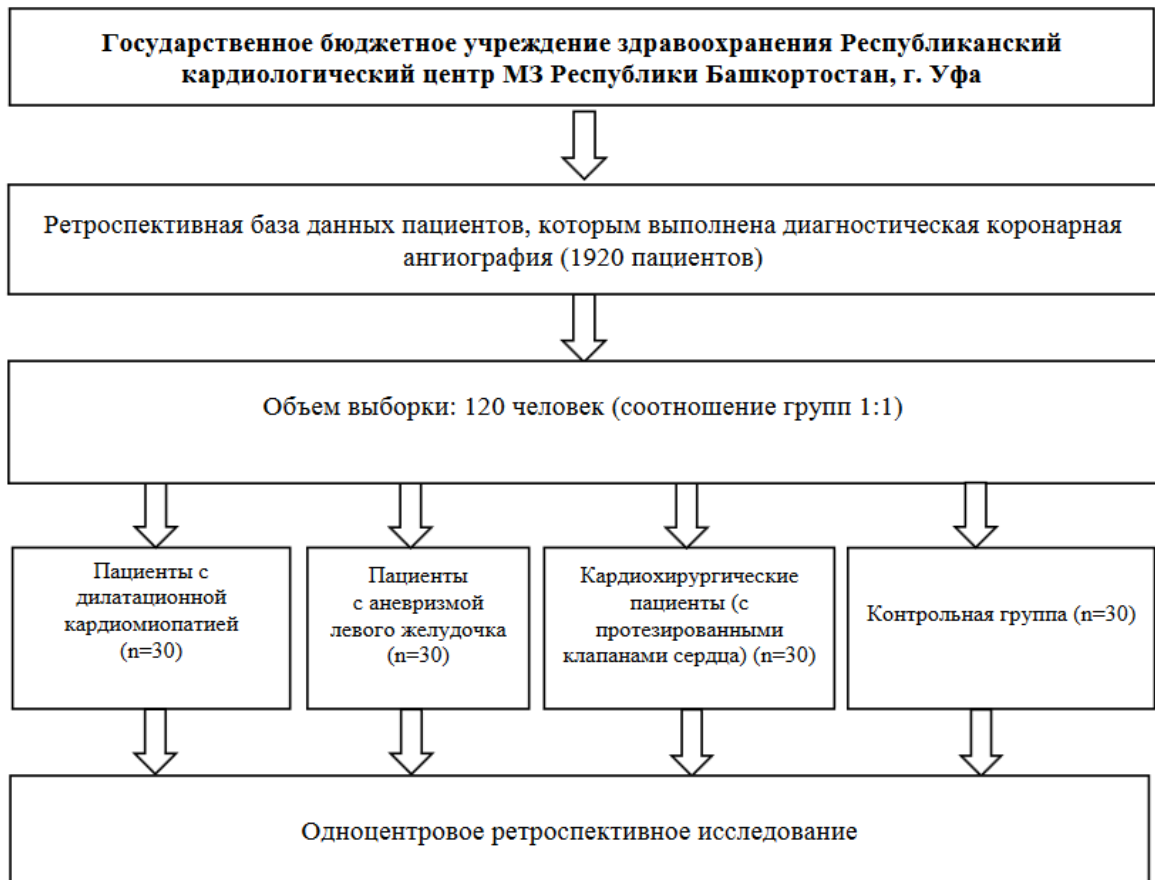 Государственное бюджетное учреждение здравоохранения Республиканский
кардиологический центр МЗ Республики Башкортостан, г. Уфа
Ретроспективная база данных пациентов, которым выполнена диагностическая коронарная
ангиография (1920 пациентов)
Объем выборки: 120 человек (соотношение групп 1:1)
Пациенты с
дилатационной
кардиомиопатией
(n=30)
Пациенты
с аневризмой
левого желудочка
(n=30)
Кардиохирургические
пациенты (с
протезированными
клапанами сердца) (n=30)
Контрольная группа (n=30)
Одноцентровое ретроспективное исследование